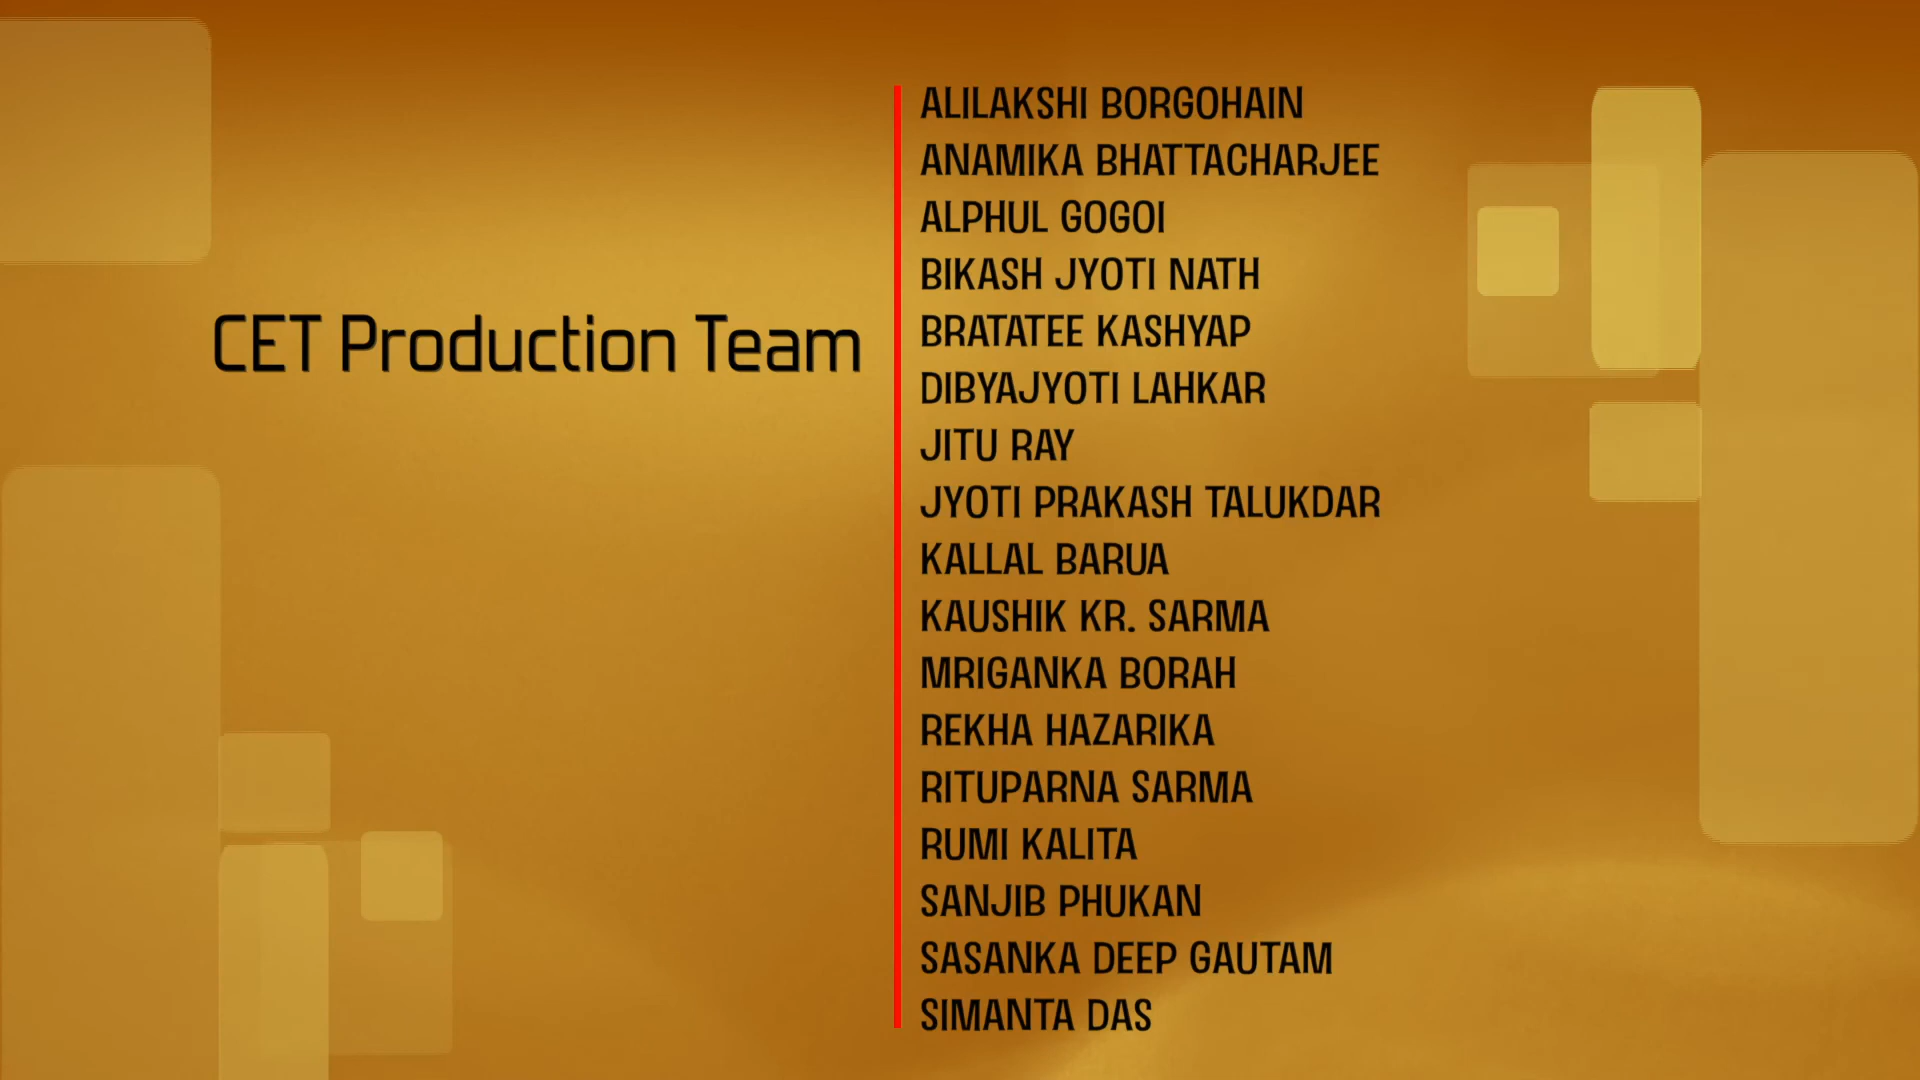 CET Production Team
ALILAKSHI BORGOHAIN
ANAMIKA BHATTACHARJEE
ALPHUL GOGOI
BIKASH JYOTI NATH
BRATATEE KASHYAP
DIBYAJYOTI LAHKAR
JITU RAY
JYOTI PRAKASH TALUKDAR
KALLAL BARUA
KAUSHIK KR. SARMA
MRIGANKA BORAH
REKHA HAZARIKA
RITUPARNA SARMA
RUMI KALITA
SANJIB PHUKAN
SASANKA DEEP GAUTAM
SIMANTA DAS